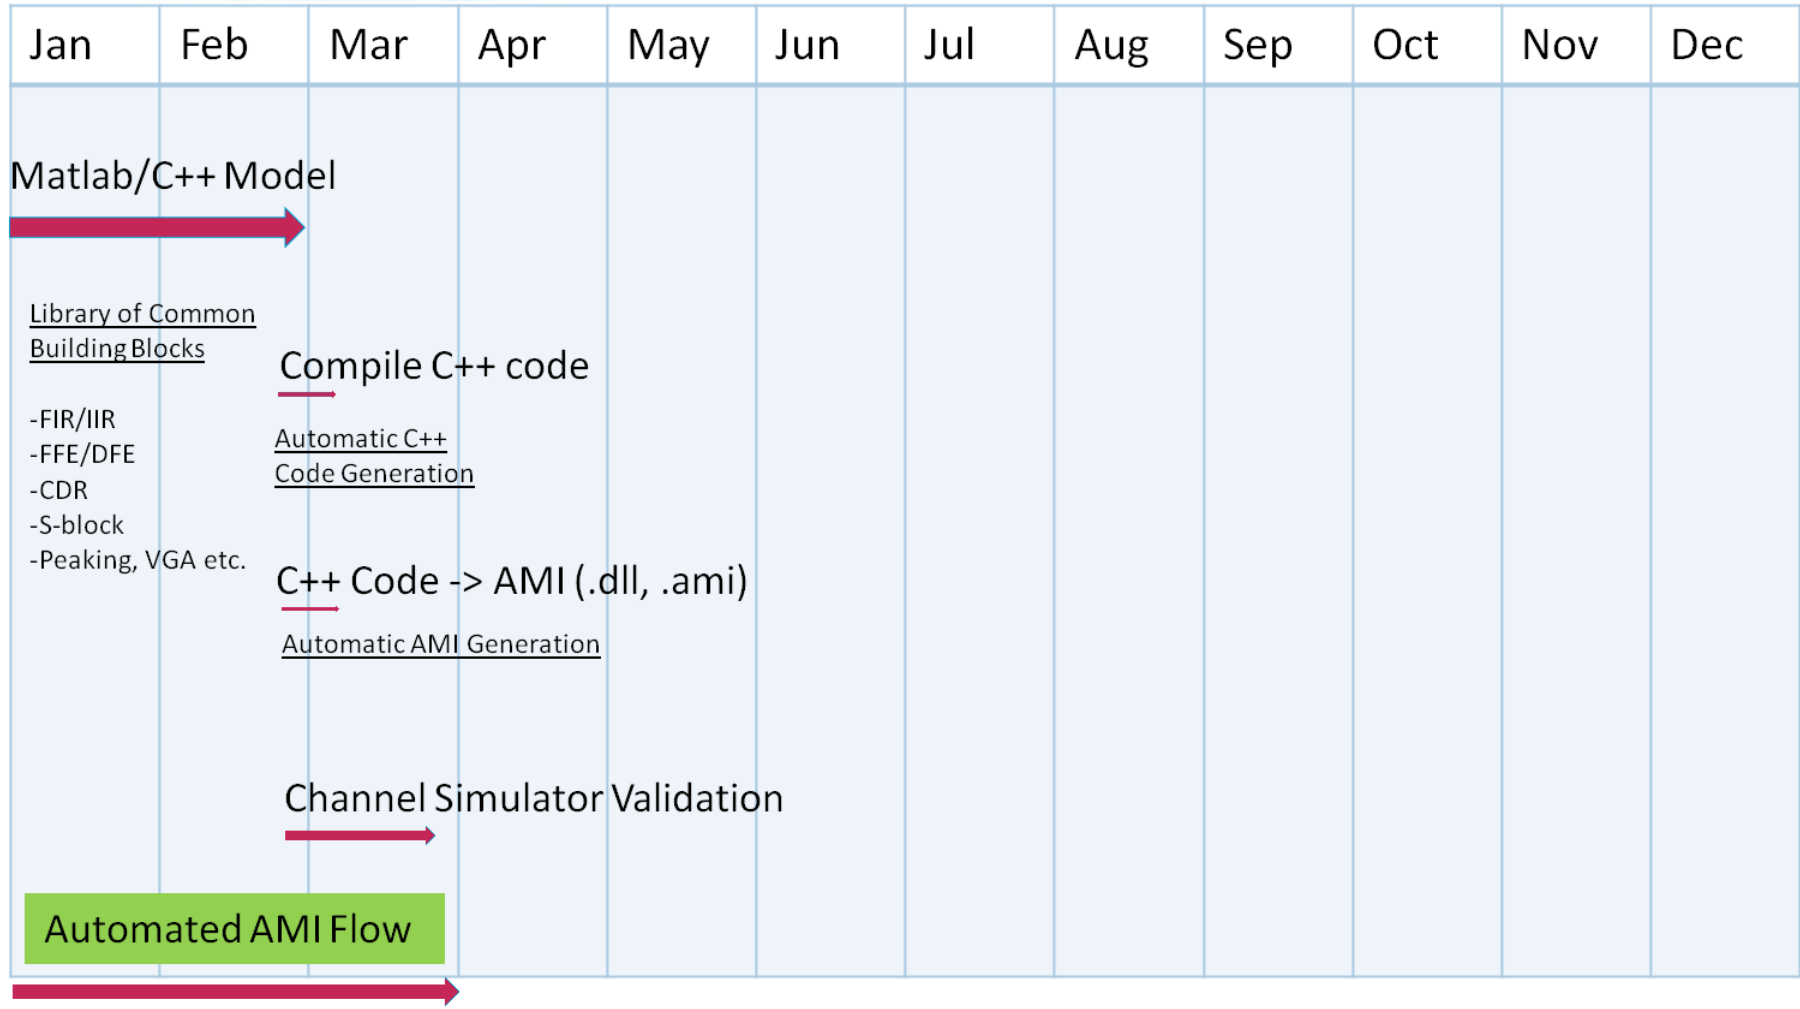 Jan Feb Mar Apr May Jun Jul Aug Sep Oct Nov Dec
Matlab/C++ Model
Library of Common
Building Blocks
-FIR/IIR
-FFE/DFE
-CDR
-S-block
-Peaking, VGA etc.
Compile C++ code
Automatic C++
Code Generation
C++ Code -> AMI (.dll, .ami)
Automatic AMI Generation
Channel Simulator Validation
Automated AMI Flow